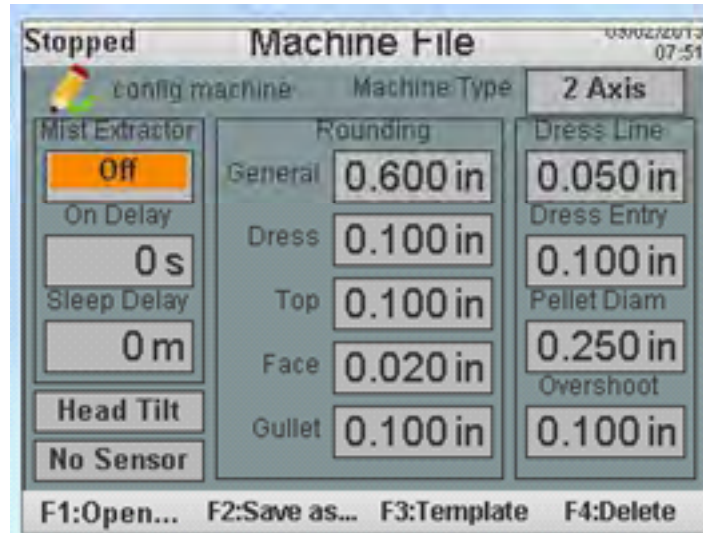 Stopped Machine File
07:51
config machine Machine Type 2 Axis
Mist Extractor
Off
On Delay
0 s
Sleep Delay
0 m
Head Tilt
No Sensor
Rounding
General 0.600 in
Dress 0.100 in
Top 0.100 in
Face 0.020 in
Gullet 0.100 in
Dress Line
0.050 in
Dress Entry
0.100 in
Pellet Diam
0.250 in
Overshoot
0.100 in
F1:Open... F2:Save as... F3:Template F4:Delete